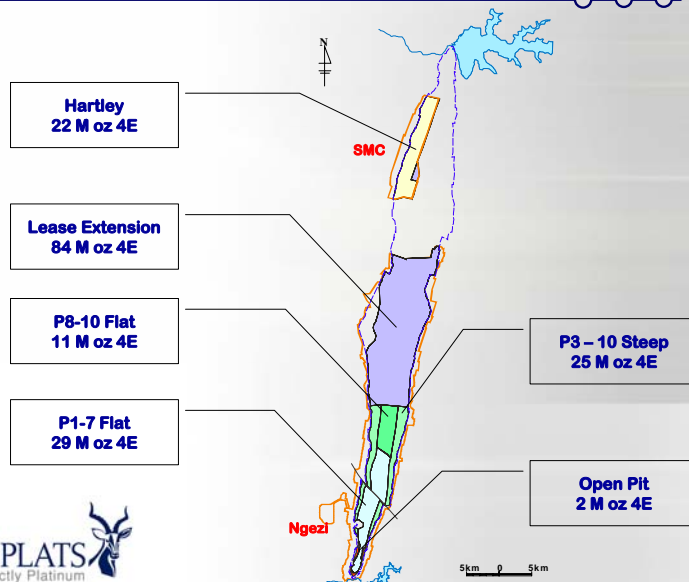 N
Hartley
22 M oz 4E
SMC
Lease Extension
84 M oz 4E
P8-10 Flat
11 M oz 4E
P3 – 10 Steep
25 M oz 4E
P1-7 Flat
29 M oz 4E
Open Pit
2 M oz 4E
Ngezi
PLATS
ctly Platinum
5km 0 5km